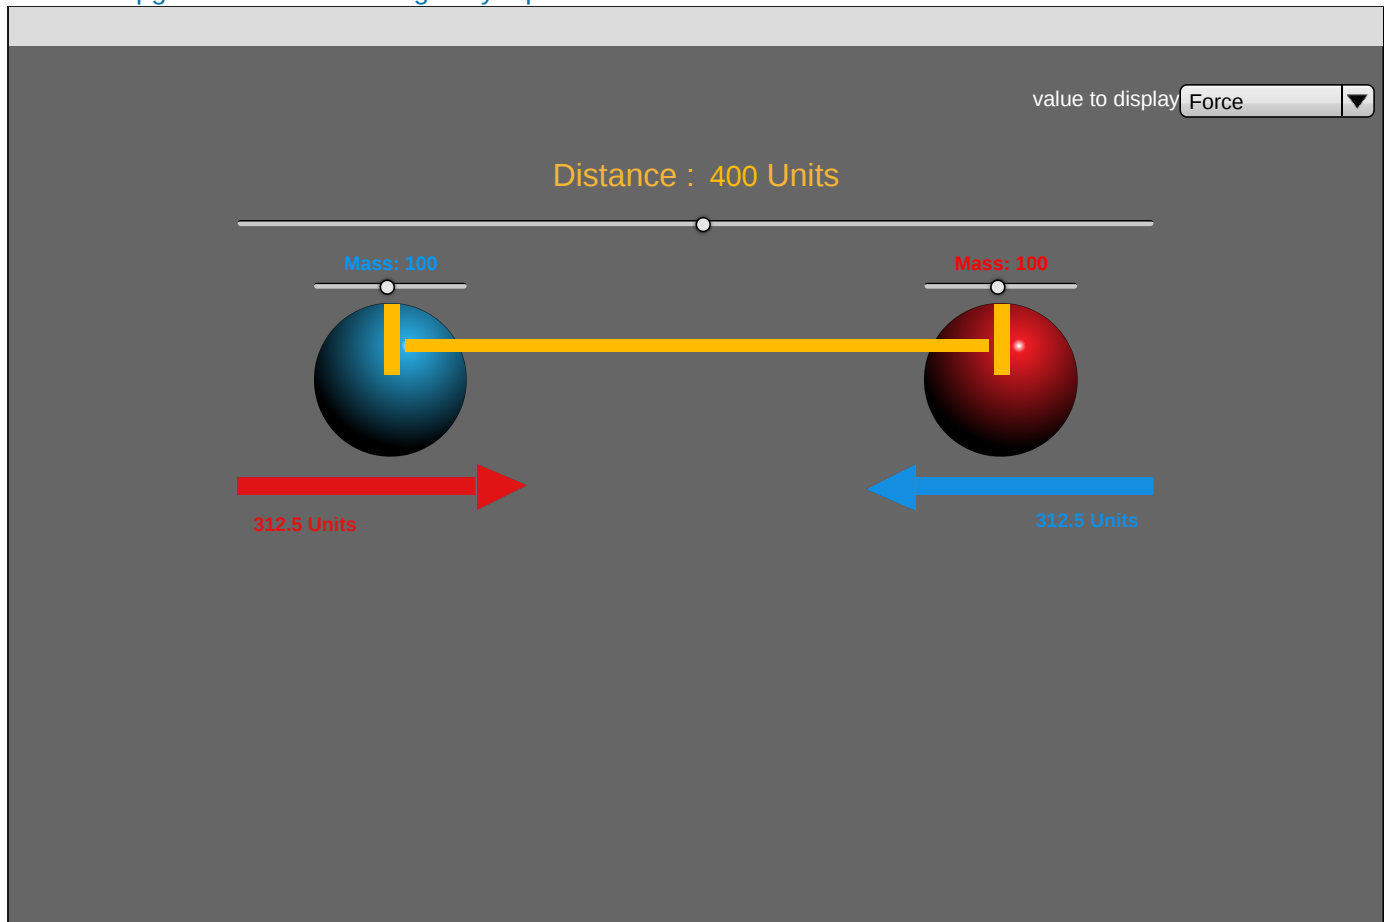 value to display
Force
Distance : 400 Units
Mass: 100
Mass: 100
312.5 Units
312.5 Units